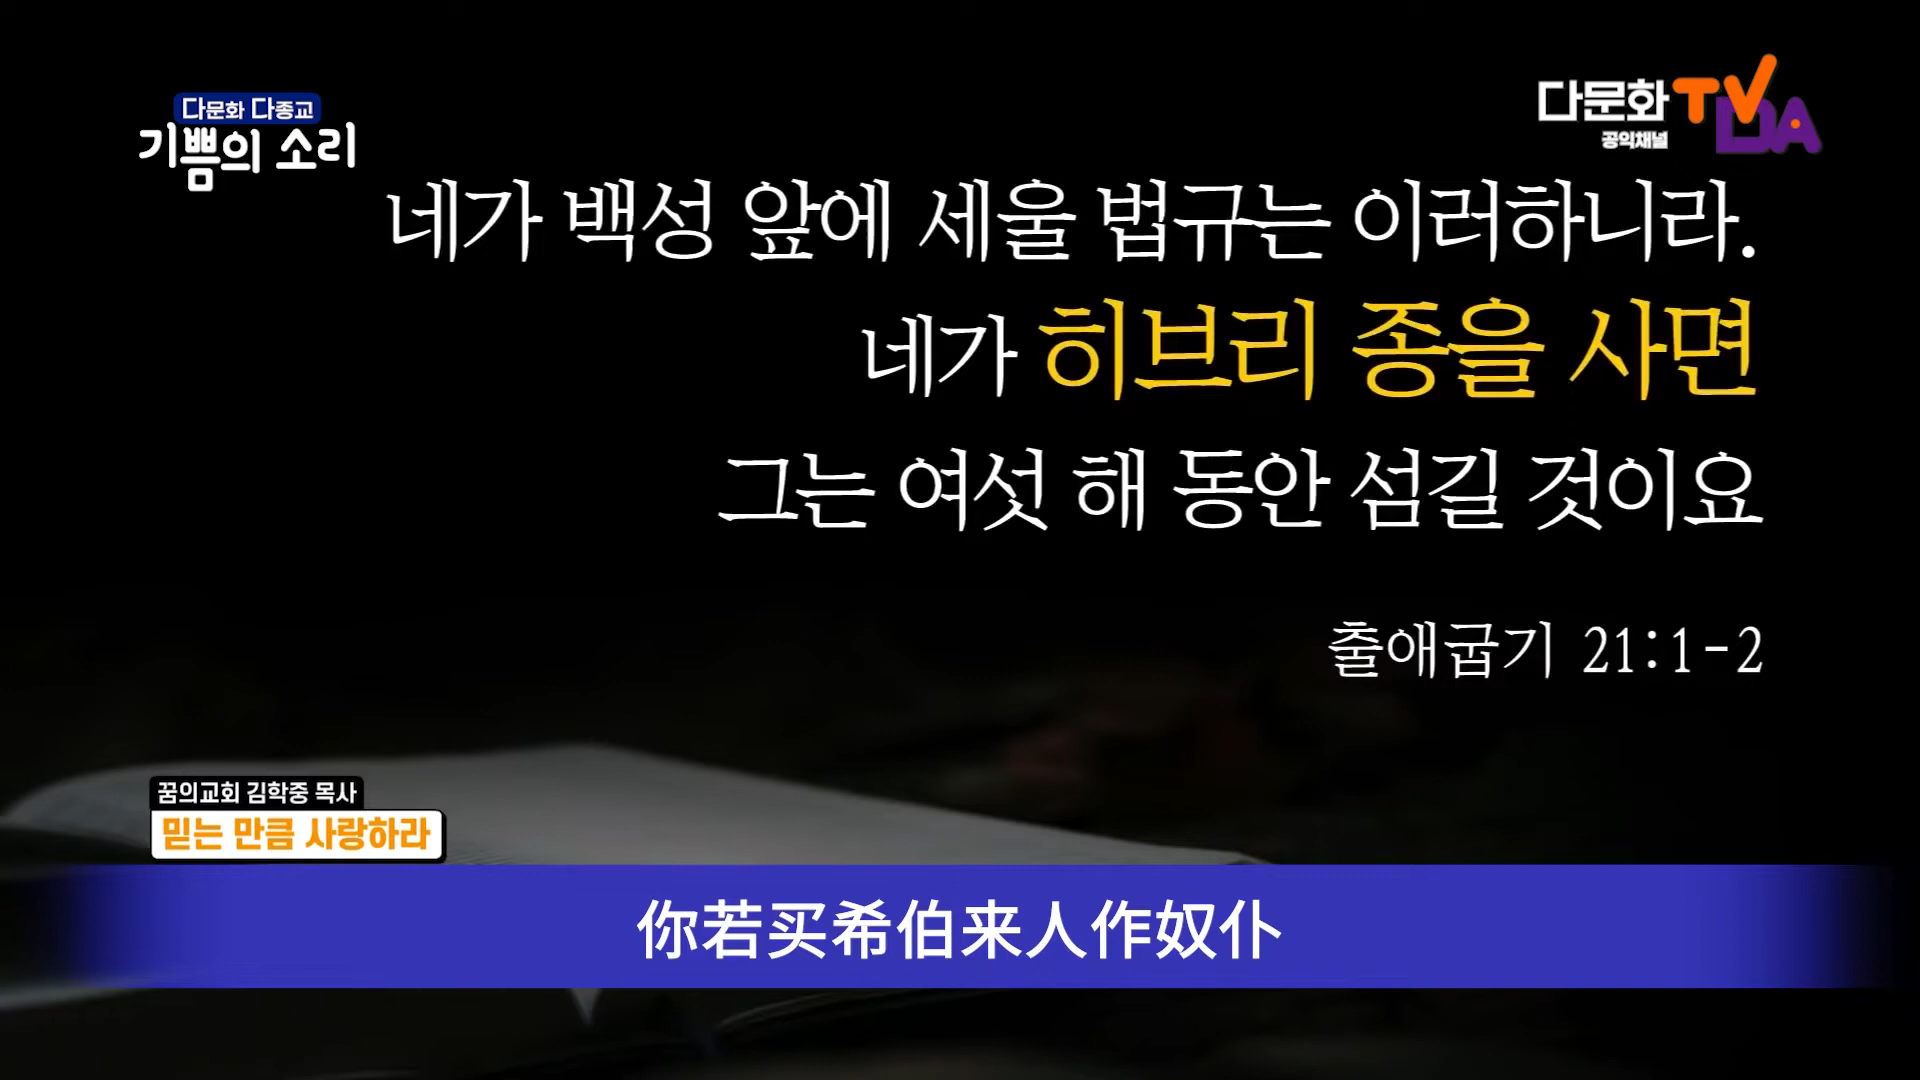 다문화 다종교
기쁨의 소리
다문화 TV
공익채널
DA
네가 백성 앞에 세울 법규는 이러하니라.
네가 히브리 종을 사면
그는 여섯 해 동안 섬길 것이요
출애굽기 21:1-2
꿈의교회 김학중 목사
믿는 만큼 사랑하라
你若买希伯来人作奴仆